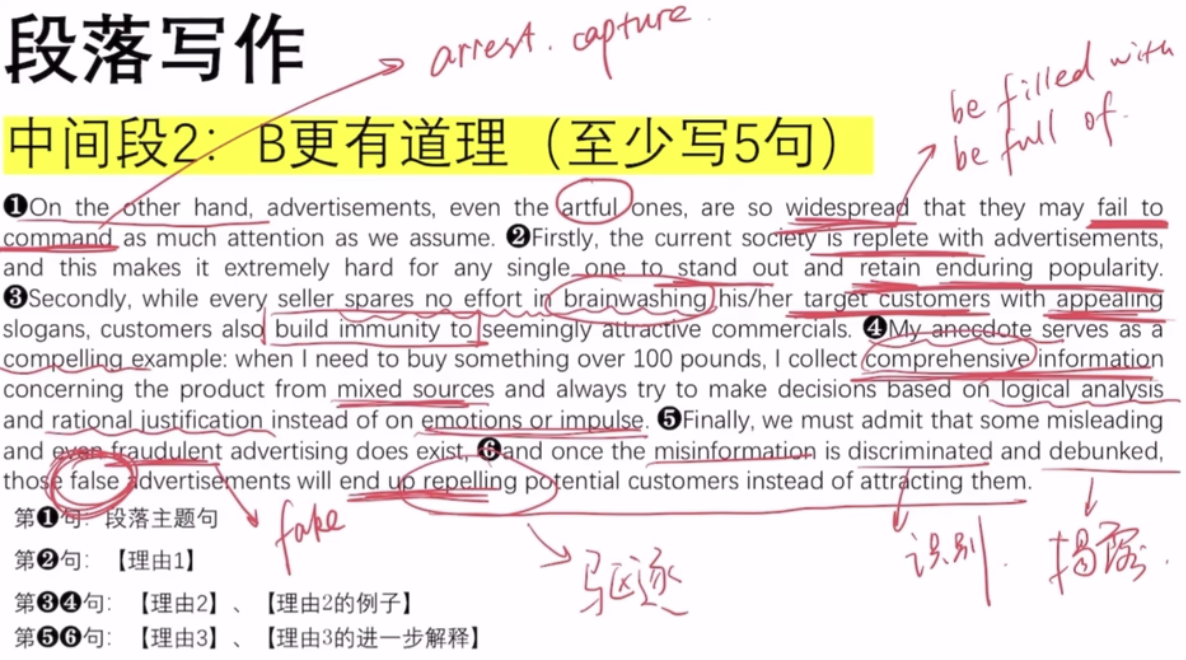 段落写作
arrest. capture
be filled with
be full of.
中间段2：B更有道理（至少写5句）
❶On the other hand, advertisements, even the artful ones, are so widespread that they may fail to
command as much attention as we assume. ❷Firstly, the current society is replete with advertisements,
and this makes it extremely hard for any single one to stand out and retain enduring popularity.
❸Secondly, while every seller spares no effort in brainwashing his/her target customers with appealing
slogans, customers also build immunity to seemingly attractive commercials. ❹My anecdote serves as a
compelling example: when I need to buy something over 100 pounds, I collect comprehensive information
concerning the product from mixed sources and always try to make decisions based on logical analysis
and rational justification instead of on emotions or impulse. ❺Finally, we must admit that some misleading
and even fraudulent advertising does exist, ❻and once the misinformation is discriminated and debunked,
those false advertisements will end up repelling potential customers instead of attracting them.
第❶句：段落主题句
fake
驱逐
识别.
揭露.
第❷句：【理由1】
第❸❹句：【理由2】、【理由2的例子】
第❺❻句：【理由3】、【理由3的进一步解释】